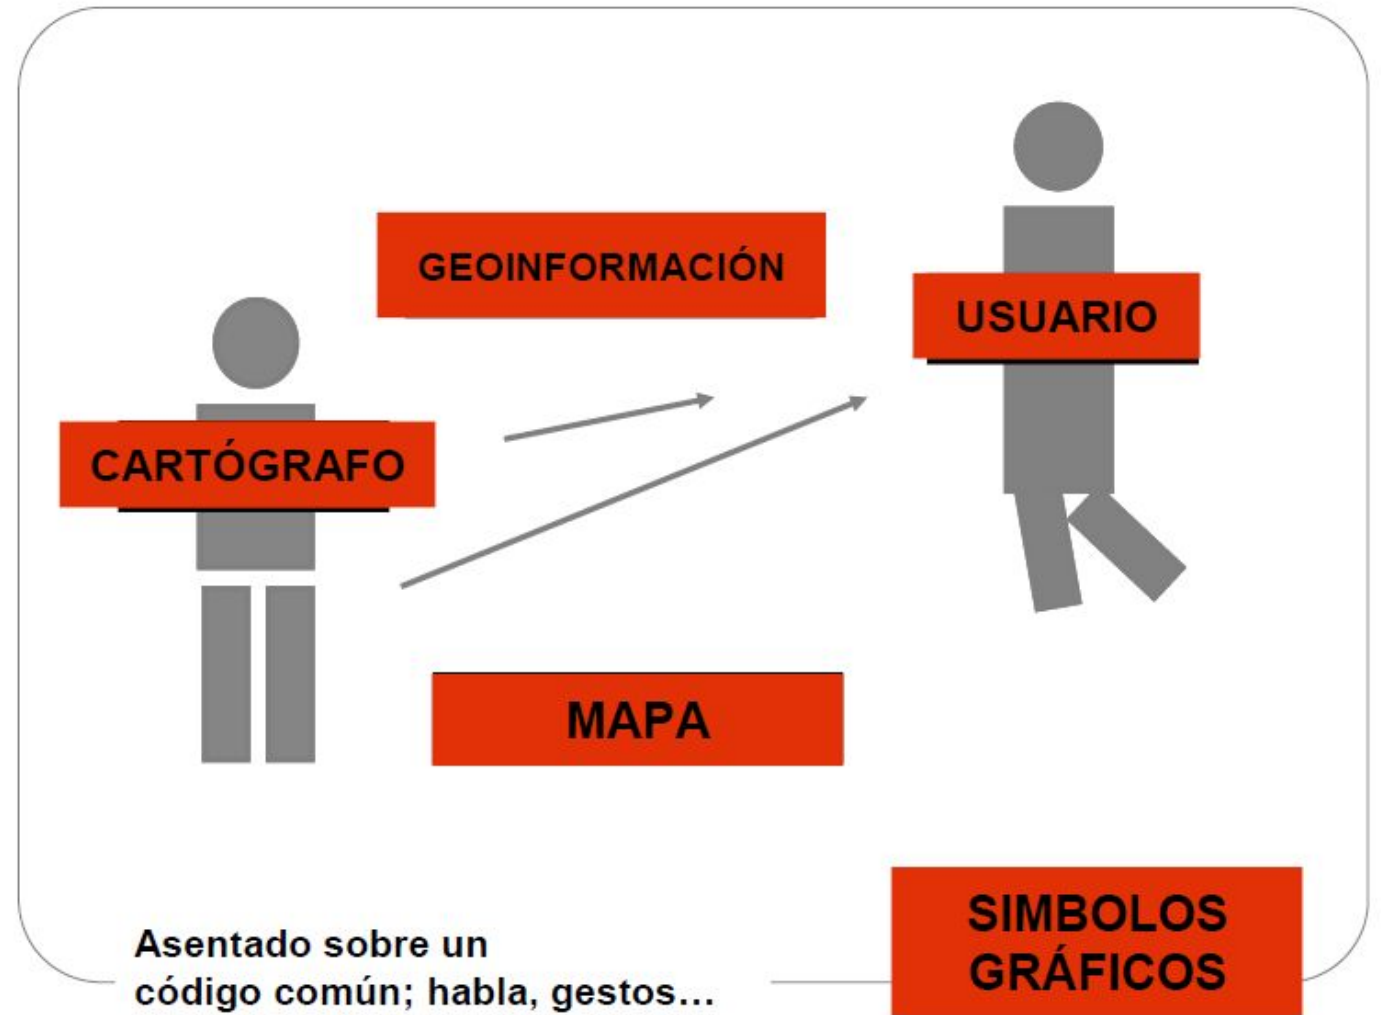 GEOINFORMACIÓN
USUARIO
CARTÓGRAFO
MAPA
SIMBOLOS
GRÁFICOS
Asentado sobre un
código común; habla, gestos...